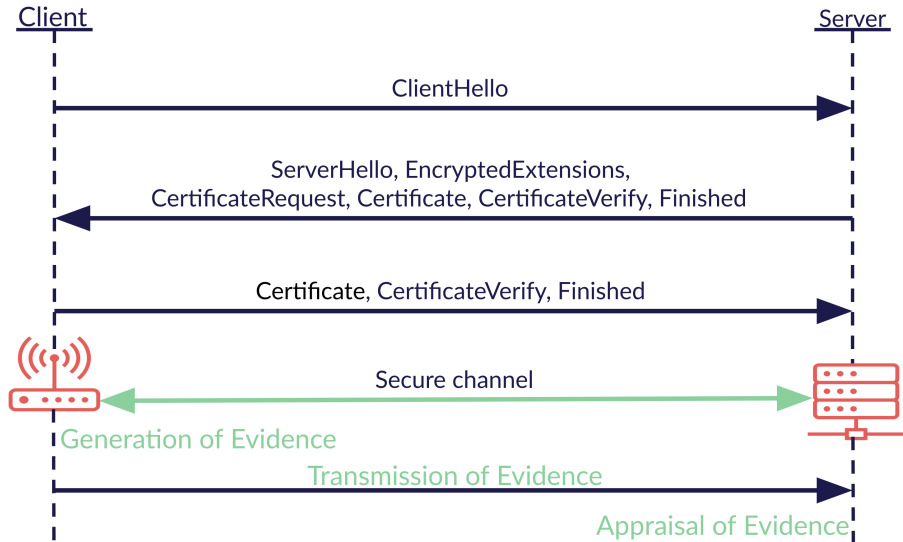 Client
Server
ClientHello
ServerHello, EncryptedExtensions,
CertificateRequest, Certificate, CertificateVerify, Finished
Certificate, CertificateVerify, Finished
Secure channel
Generation of Evidence
Transmission of Evidence
Appraisal of Evidence